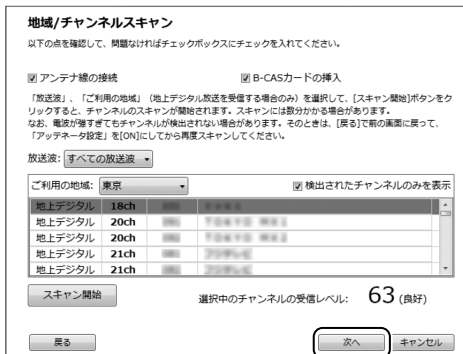 地域/チャンネルスキャン
以下の点を確認して、問題なければチェックボックスにチェックを入れてください。
アンテナ線の接続
B-CASカードの挿入
「放送波」、「ご利用の地域」（地上デジタル放送を受信する場合のみ）を選択して、[スキャン開始]ボタンをク
リックすると、チャンネルのスキャンが開始されます。スキャンには数分かかる場合があります。
なお、電波が強すぎてもチャンネルが検出されない場合があります。そのときは、[戻る]で前の画面に戻って、
「アッテネータ設定」を[ON]にしてから再度スキャンしてください。
放送波: すべての放送波
ご利用の地域: 東京 検出されたチャンネルのみを表示
地上デジタル 18ch
地上デジタル 20ch
地上デジタル 20ch
地上デジタル 21ch
地上デジタル 21ch
スキャン開始 選択中のチャンネルの受信レベル: 63 (良好)
戻る 次へ キャンセル